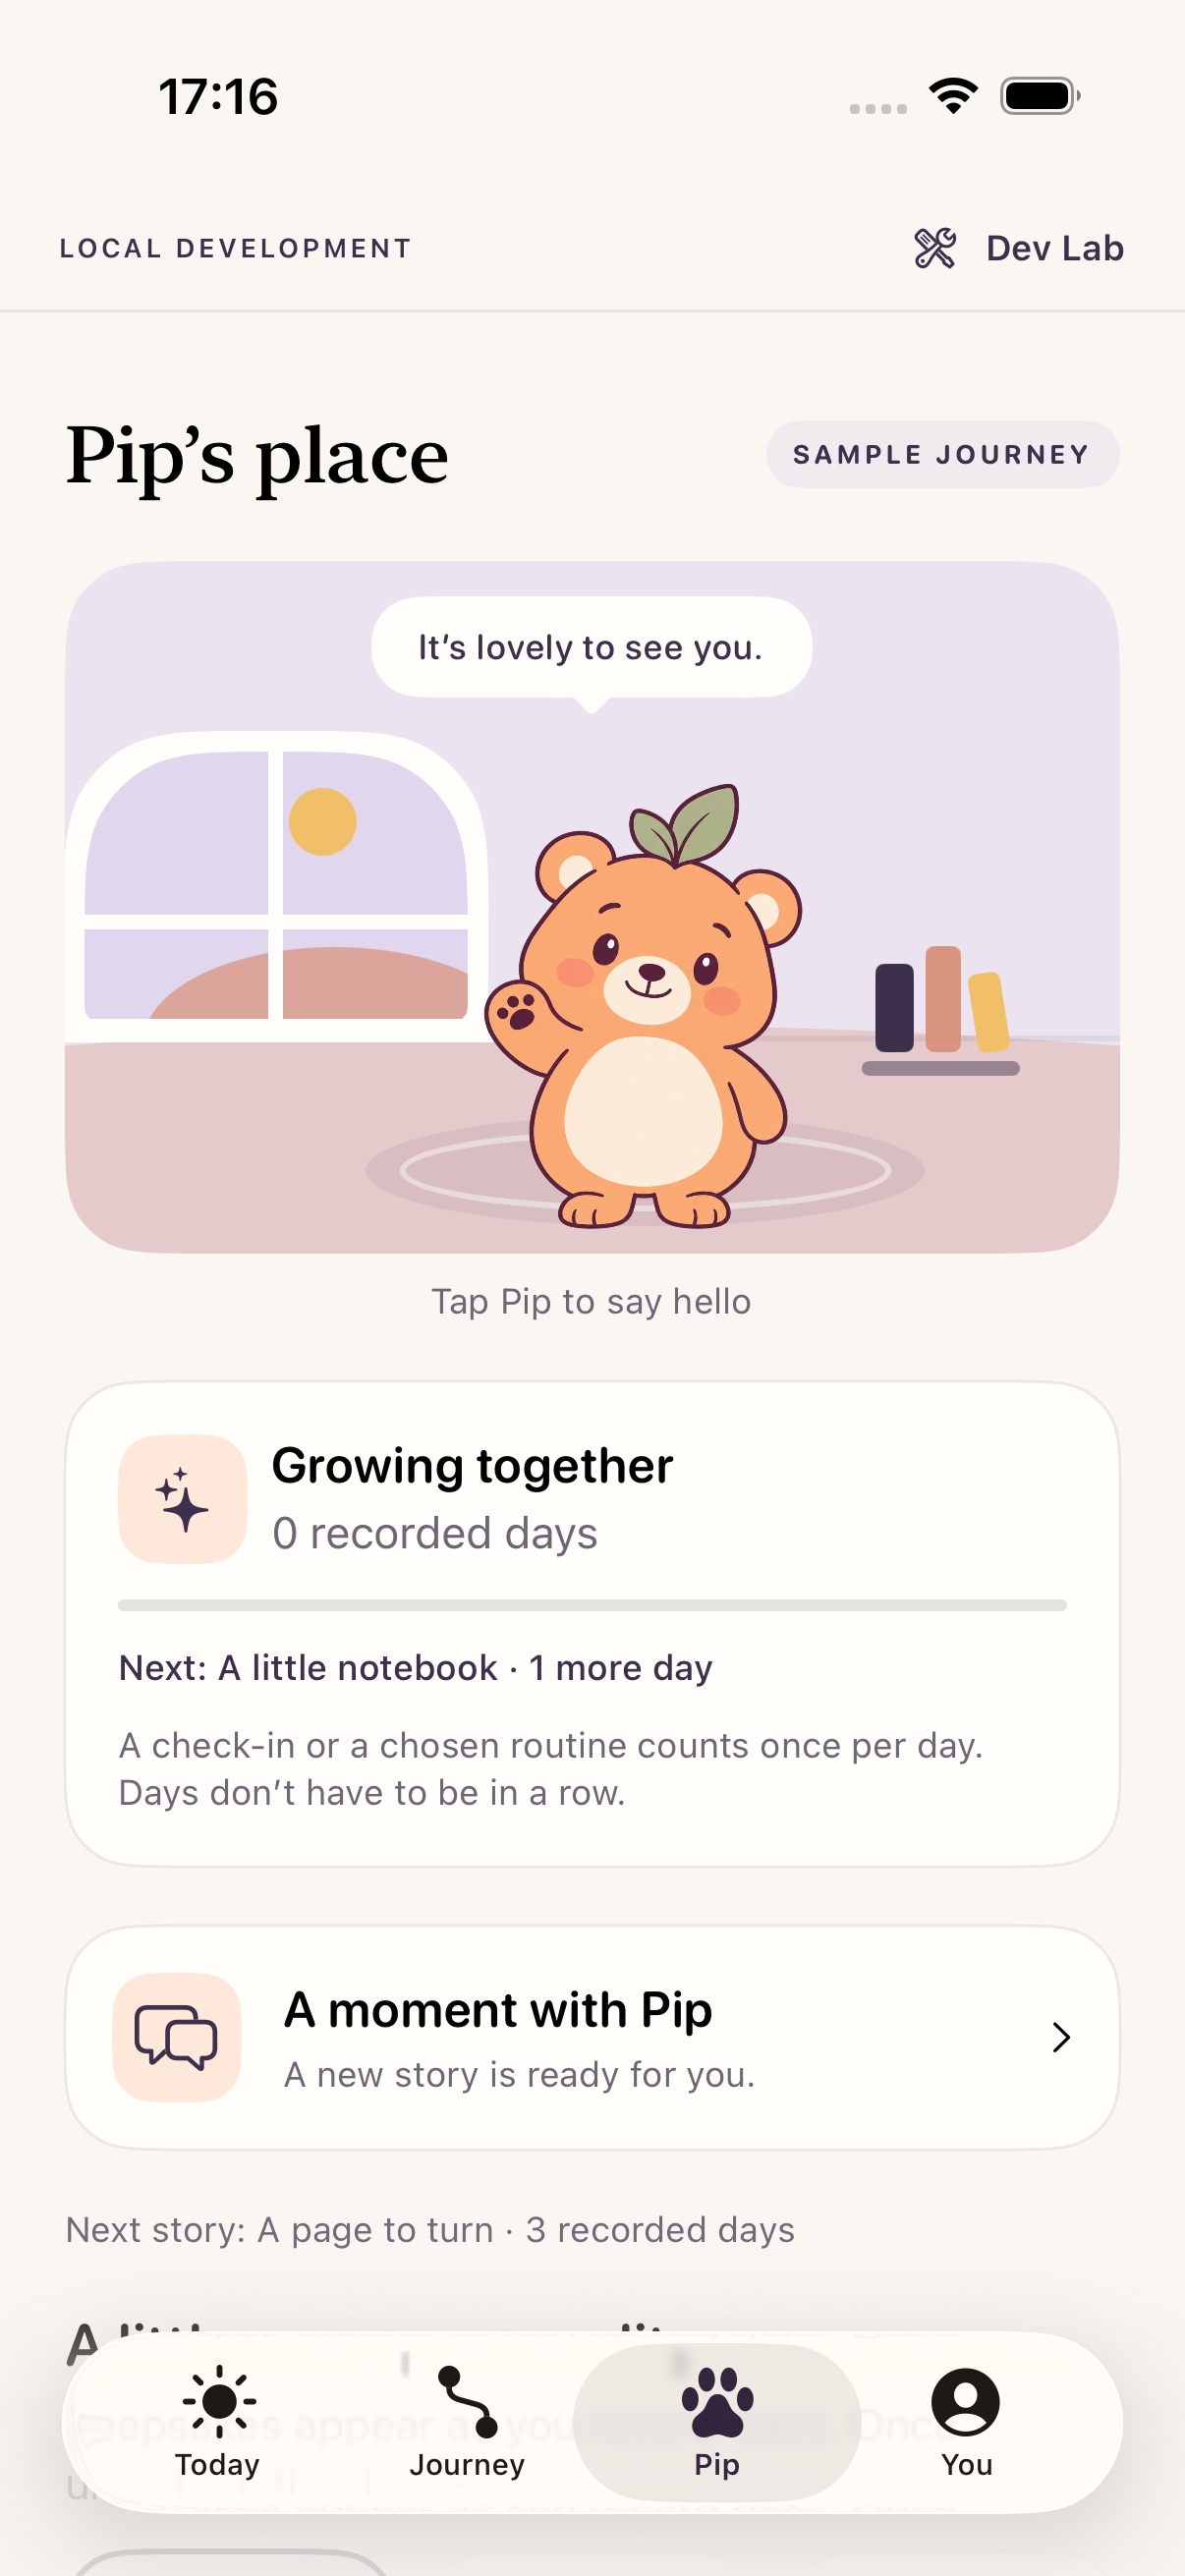 17:16
LOCAL DEVELOPMENT
Dev Lab
Pip’s place
SAMPLE JOURNEY
It’s lovely to see you.
Tap Pip to say hello
Growing together
0 recorded days
Next: A little notebook · 1 more day
A check-in or a chosen routine counts once per day.
Days don’t have to be in a row.
A moment with Pip
A new story is ready for you.
Next story: A page to turn · 3 recorded days
Today
Journey
Pip
You